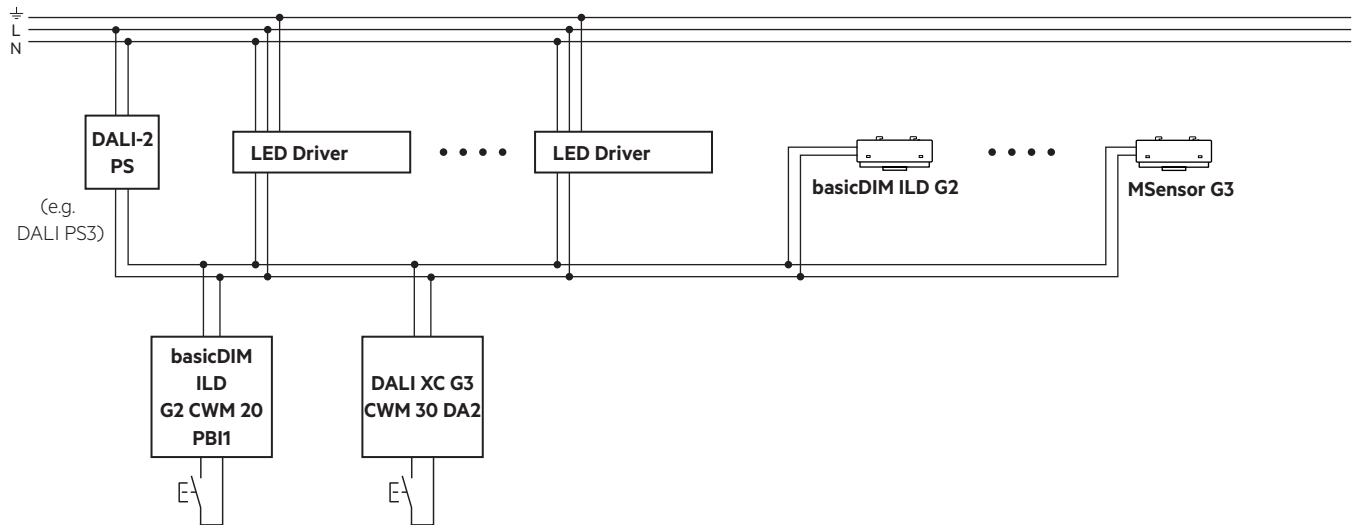 L
N
DALI-2
PS
(e.g.
DALI PS3)
LED Driver
LED Driver
basicDIM ILD G2
MSensor G3
basicDIM
ILD
G2 CWM 20
PBI1
DALI XC G3
CWM 30 DA2